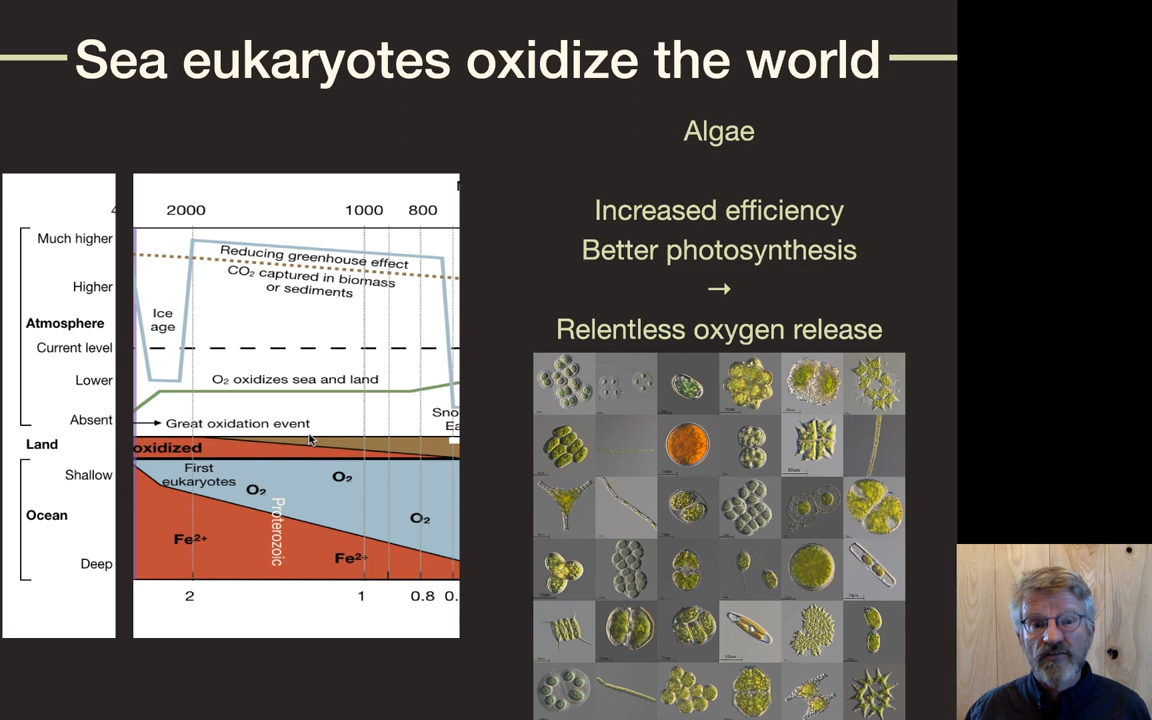 Sea eukaryotes oxidize the world
Algae
Increased efficiency
Better photosynthesis
→
Relentless oxygen release
2000 1000 800
Much higher
Higher
Atmosphere
Current level
Lower
Absent
Land
Shallow
Ocean
Deep
Reducing greenhouse effect
CO₂ captured in biomass
or sediments
Ice
age
O₂ oxidizes sea and land
Great oxidation event
Sno
Ea
oxidized
First
eukaryotes
O₂
O₂
O₂
Proterozoic
Fe²⁺
Fe²⁺
2 1 0.8 0.